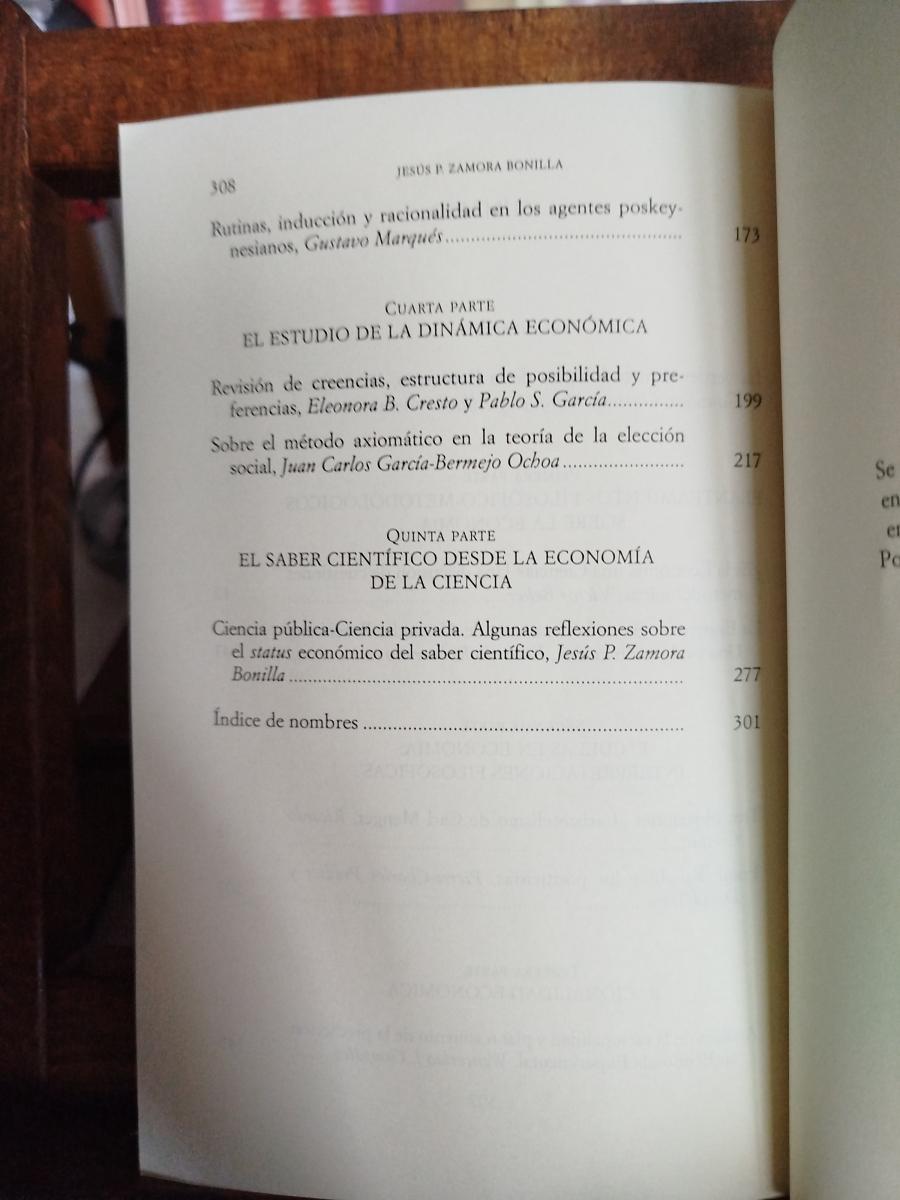 308
JESÚS P. ZAMORA BONILLA
Rutinas, inducción y racionalidad en los agentes poskey-
nesianos, Gustavo Marqués ............................................. 173
CUARTA PARTE
EL ESTUDIO DE LA DINÁMICA ECONÓMICA
Revisión de creencias, estructura de posibilidad y pre-
ferencias, Eleonora B. Cresto y Pablo S. García............... 199
Sobre el método axiomático en la teoría de la elección
social, Juan Carlos García-Bermejo Ochoa ....................... 217
QUINTA PARTE
EL SABER CIENTÍFICO DESDE LA ECONOMÍA
DE LA CIENCIA
Ciencia pública-Ciencia privada. Algunas reflexiones sobre
el status económico del saber científico, Jesús P. Zamora
Bonilla ........................................................................... 277
Índice de nombres ............................................................. 301
Se
en
Po